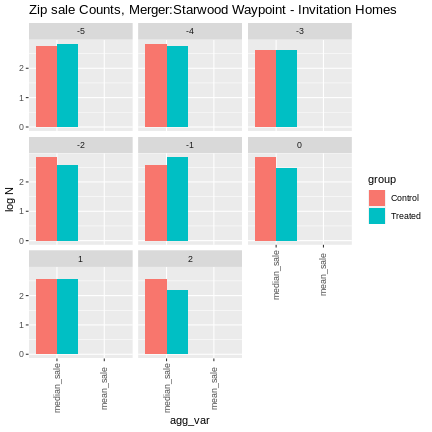 Zip sale Counts, Merger:Starwood Waypoint - Invitation Homes
-5
-4
-3
2
1
0
-2
-1
0
2
1
0
1
2
2
1
0
median_sale
mean_sale
median_sale
mean_sale
median_sale
mean_sale
log N
agg_var
group
Control
Treated